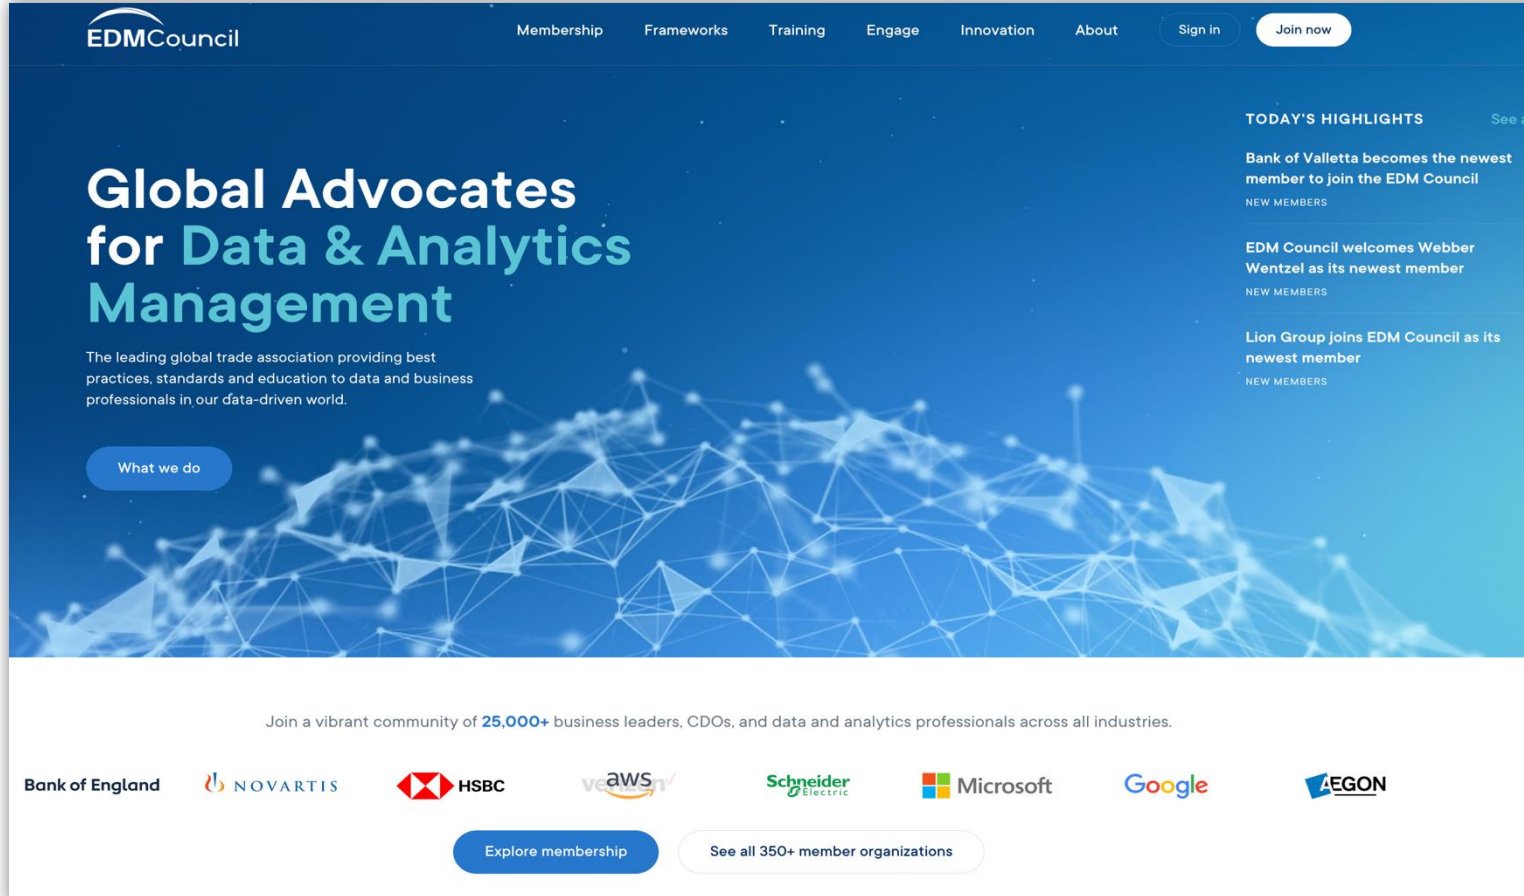 EDMCouncil
Membership Frameworks Training Engage Innovation About Sign in Join now
Global Advocates
for Data & Analytics
Management
The leading global trade association providing best
practices, standards and education to data and business
professionals in our data-driven world.
What we do
TODAY'S HIGHLIGHTS See a
Bank of Valletta becomes the newest
member to join the EDM Council
NEW MEMBERS
EDM Council welcomes Webber
Wentzel as its newest member
NEW MEMBERS
Lion Group joins EDM Council as its
newest member
NEW MEMBERS
Join a vibrant community of 25,000+ business leaders, CDOs, and data and analytics professionals across all industries.
Bank of England NOVARTIS HSBC aws verizon Schneider Electric Microsoft Google AEGON
Explore membership See all 350+ member organizations